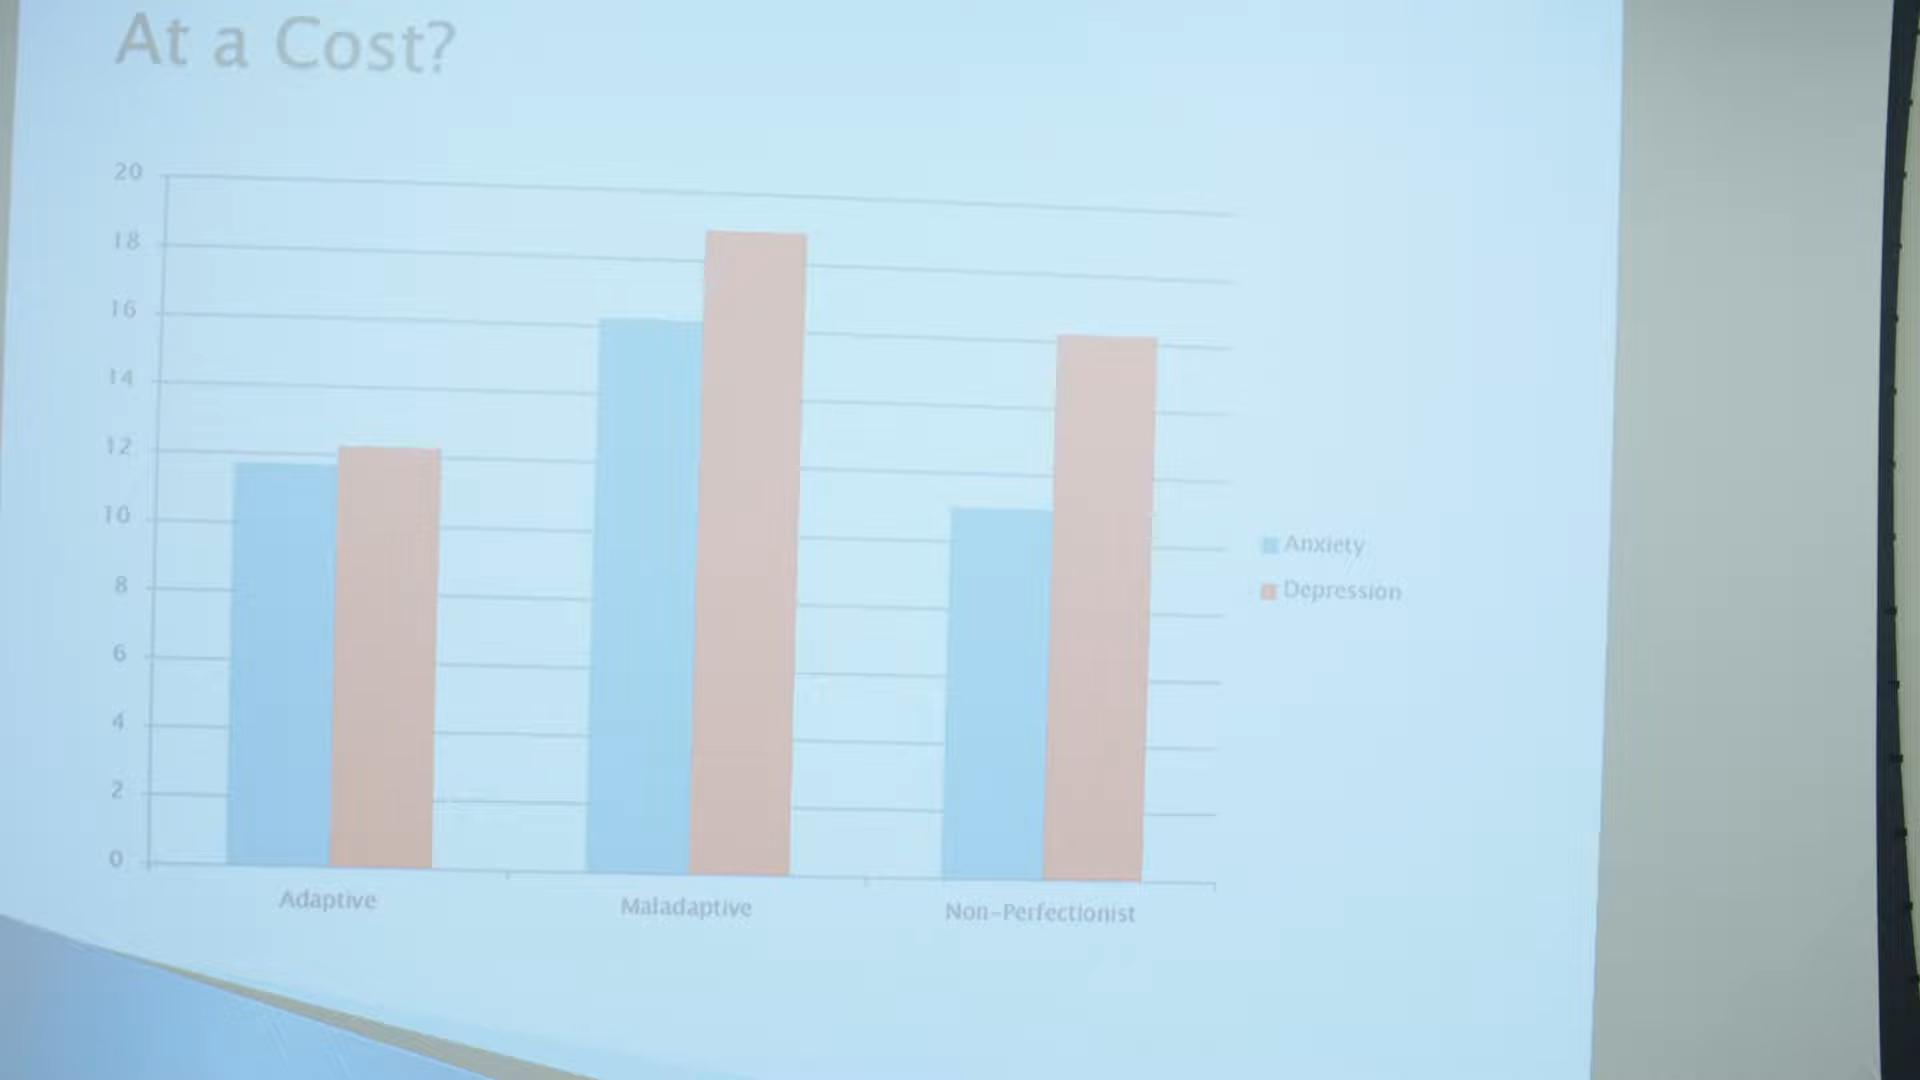 At a Cost?
20
18
16
14
12
10
8
6
4
2
0
Adaptive
Maladaptive
Non-Perfectionist
Anxiety
Depression